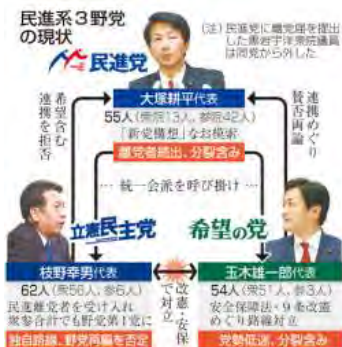 民進系3野党
の現状
(注)民進党に離党届を提出
した黒岩宇洋衆院議員
は同党から外した。
民進党
大塚耕平代表
55人(衆院13人、参院42人)
「新党構想」なお模索
離党者続出、分裂含み
希望含む
連携を拒否
連携めぐり
賛否両論
… 統一会派を呼び掛け …
立憲民主党
希望の党
枝野幸男代表
62人(衆56人、参6人)
民進離党者を受け入れ
衆参合計でも野党第1党に
独自路線、野党再編を否定
改憲・安保
で対立
玉木雄一郎代表
54人(衆51人、参3人)
安全保障法・9条改憲
めぐり路線対立
党勢低迷、分裂含み